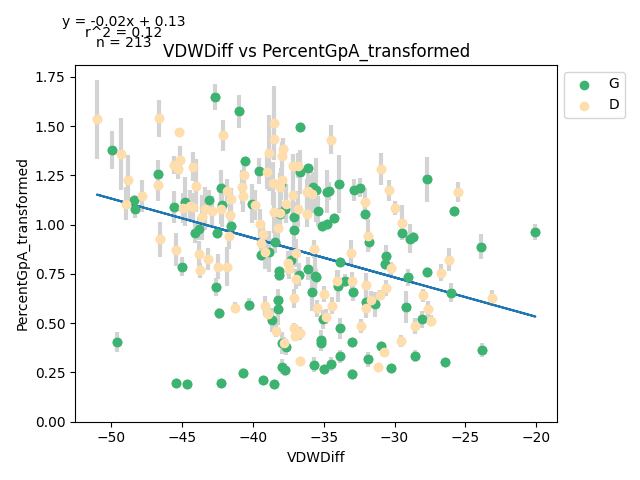 y = -0.02x + 0.13
r^2 = 0.12
n = 213
VDWDiff vs PercentGpA_transformed
G
D
PercentGpA_transformed
1.75
1.50
1.25
1.00
0.75
0.50
0.25
0.00
−50
−45
−40
−35
−30
−25
−20
VDWDiff